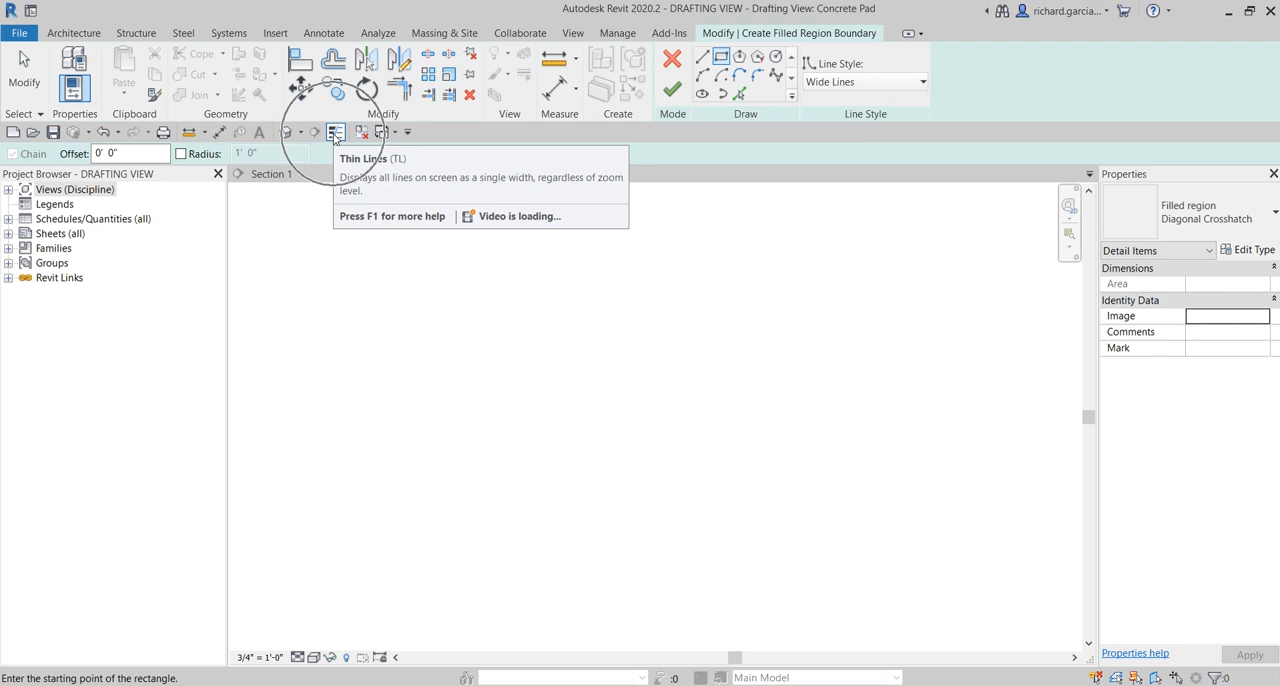 Autodesk Revit 2020.2 - DRAFTING VIEW - Drafting View: Concrete Pad
richard.garcia...
File Architecture Structure Steel Systems Insert Annotate Analyze Massing & Site Collaborate View Manage Add-Ins Modify | Create Filled Region Boundary
Modify Paste Cope Cut Join Line Style:
Wide Lines
Select Properties Clipboard Geometry Modify View Measure Create Mode Draw Line Style
Chain Offset: 0' 0" Radius: 1' 0"
Project Browser - DRAFTING VIEW
Views (Discipline)
Legends
Schedules/Quantities (all)
Sheets (all)
Families
Groups
Revit Links
Section 1
Thin Lines (TL)
Displays all lines on screen as a single width, regardless of zoom
level.
Press F1 for more help Video is loading...
Properties
Filled region
Diagonal Crosshatch
Detail Items Edit Type
Dimensions
Area
Identity Data
Image
Comments
Mark
Properties help Apply
3/4" = 1'-0"
Enter the starting point of the rectangle.
:0 Main Model :0